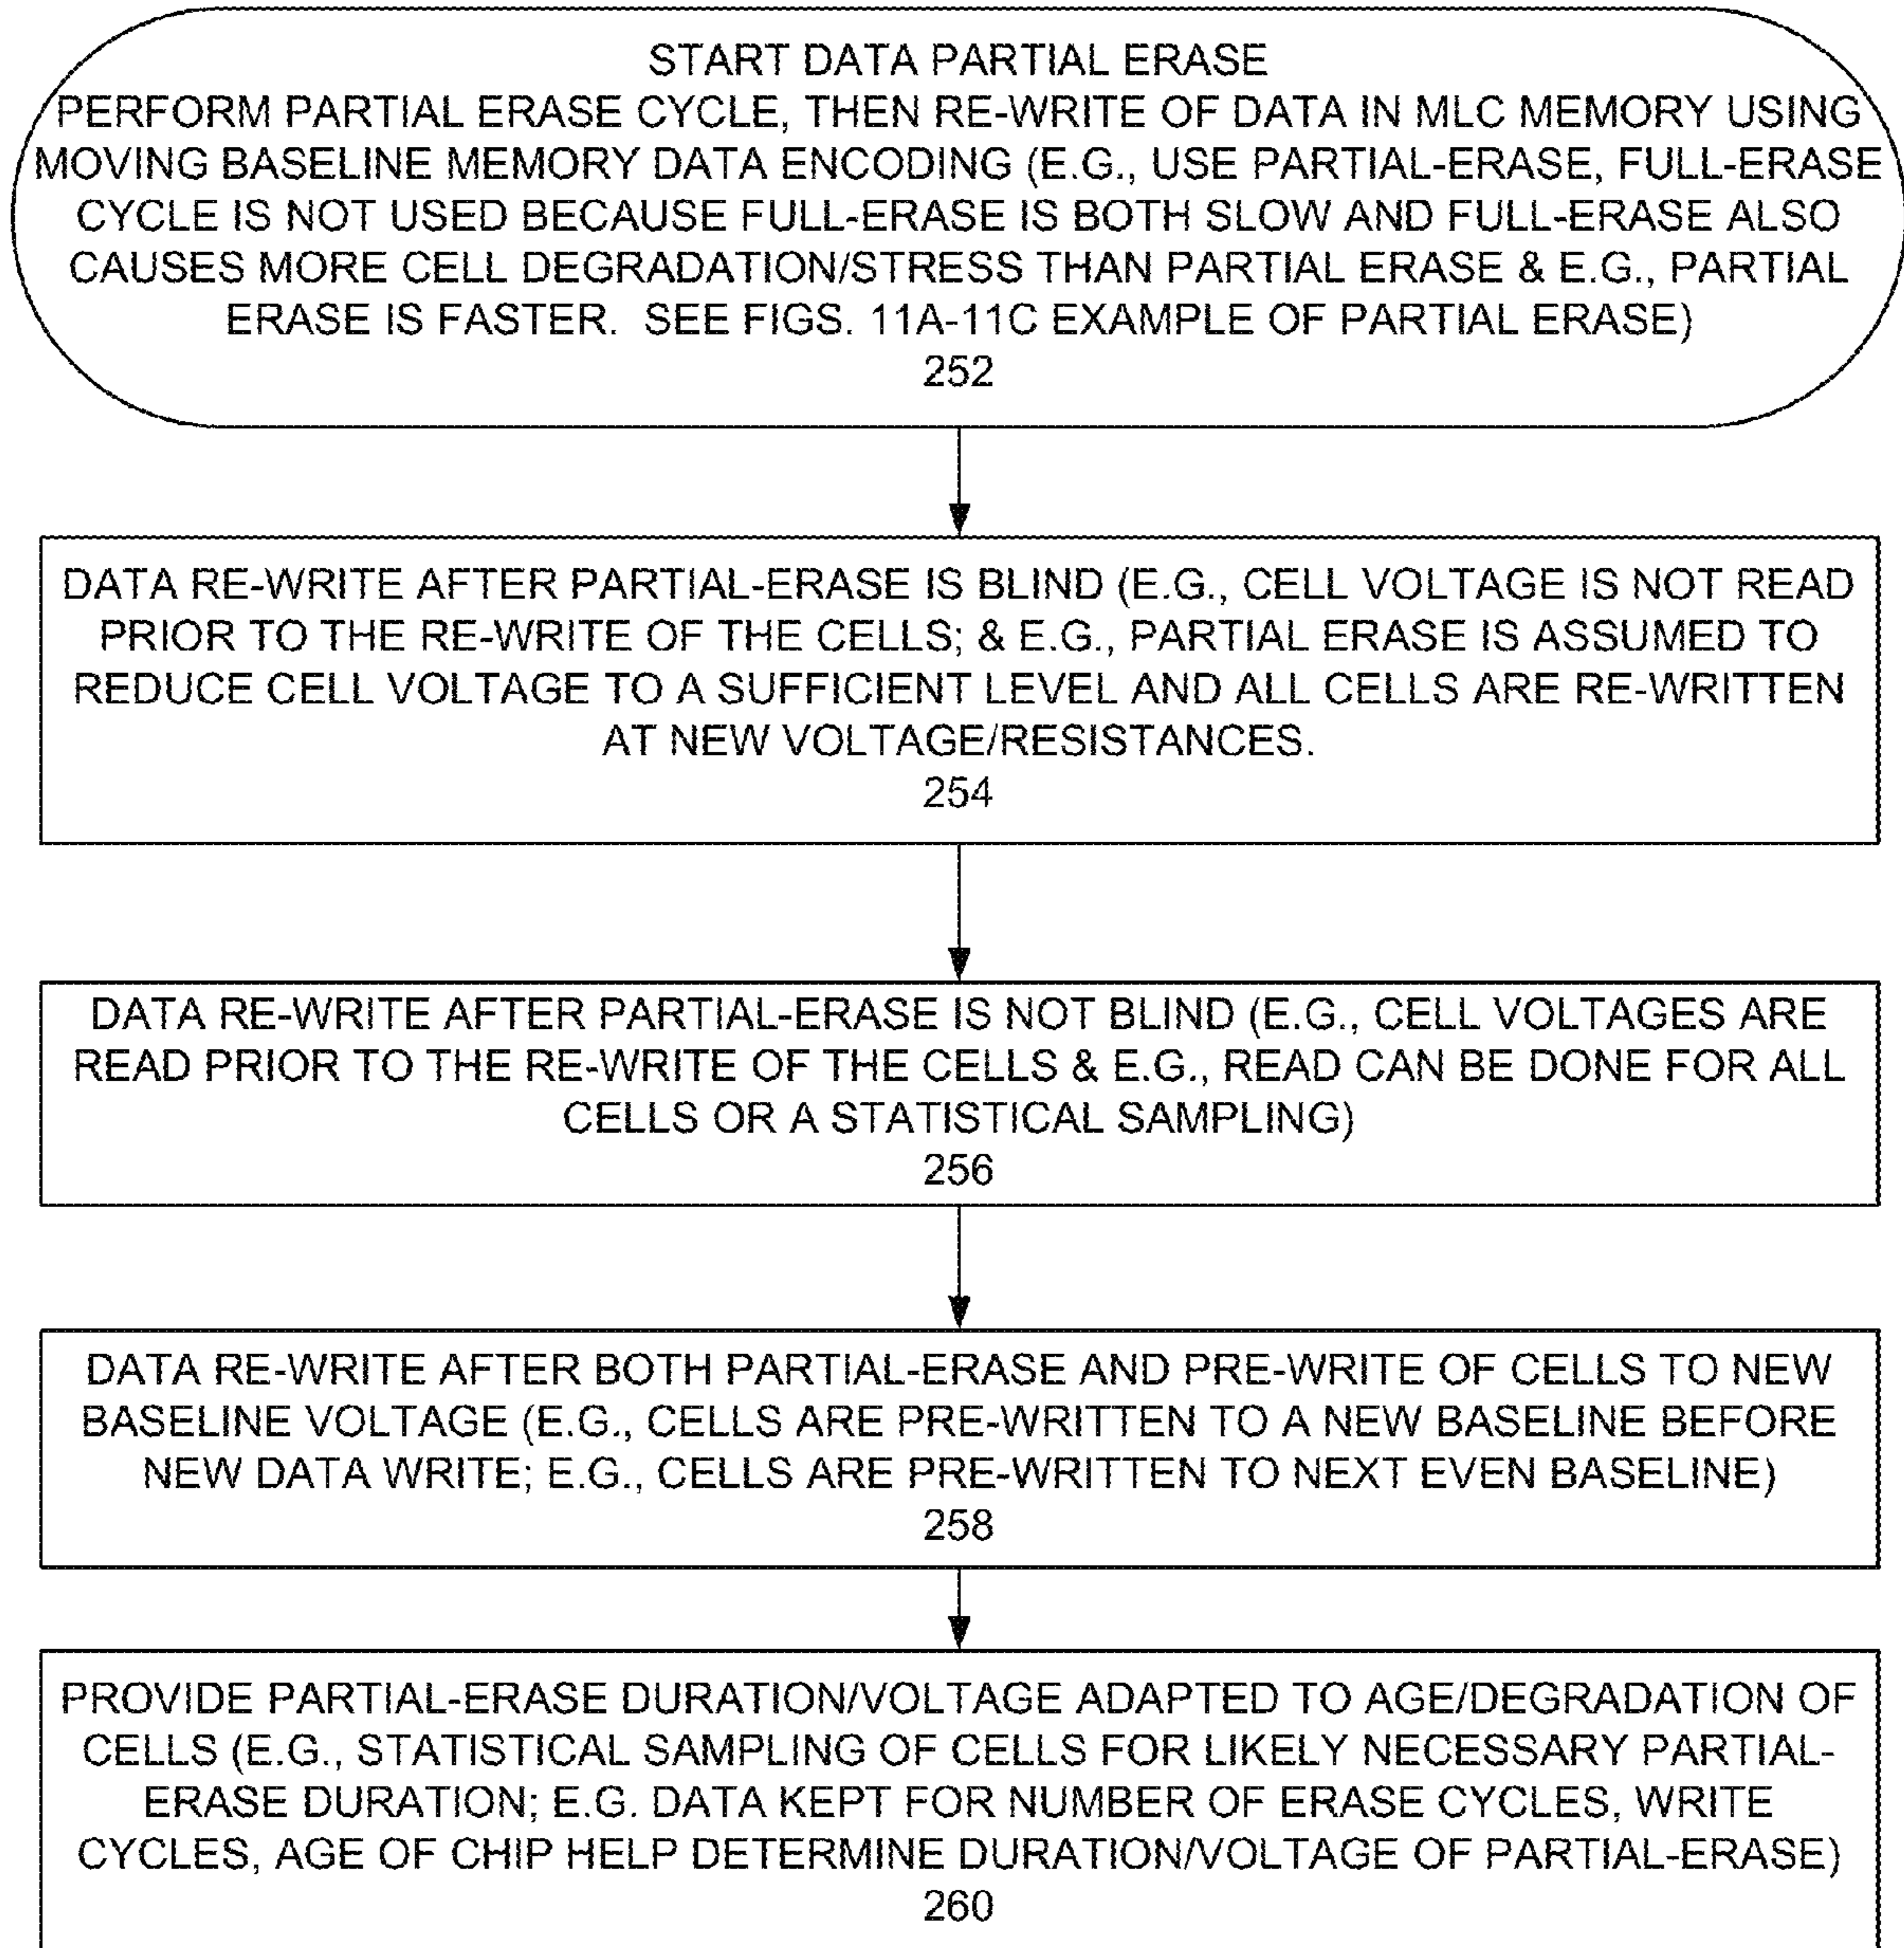 START DATA PARTIAL ERASE
PERFORM PARTIAL ERASE CYCLE, THEN RE-WRITE OF DATA IN MLC MEMORY USING
MOVING BASELINE MEMORY DATA ENCODING (E.G., USE PARTIAL-ERASE, FULL-ERASE
CYCLE IS NOT USED BECAUSE FULL-ERASE IS BOTH SLOW AND FULL-ERASE ALSO
CAUSES MORE CELL DEGRADATION/STRESS THAN PARTIAL ERASE & E.G., PARTIAL
ERASE IS FASTER. SEE FIGS. 11A-11C EXAMPLE OF PARTIAL ERASE)
252
DATA RE-WRITE AFTER PARTIAL-ERASE IS BLIND (E.G., CELL VOLTAGE IS NOT READ
PRIOR TO THE RE-WRITE OF THE CELLS; & E.G., PARTIAL ERASE IS ASSUMED TO
REDUCE CELL VOLTAGE TO A SUFFICIENT LEVEL AND ALL CELLS ARE RE-WRITTEN
AT NEW VOLTAGE/RESISTANCES.
254
DATA RE-WRITE AFTER PARTIAL-ERASE IS NOT BLIND (E.G., CELL VOLTAGES ARE
READ PRIOR TO THE RE-WRITE OF THE CELLS & E.G., READ CAN BE DONE FOR ALL
CELLS OR A STATISTICAL SAMPLING)
256
DATA RE-WRITE AFTER BOTH PARTIAL-ERASE AND PRE-WRITE OF CELLS TO NEW
BASELINE VOLTAGE (E.G., CELLS ARE PRE-WRITTEN TO A NEW BASELINE BEFORE
NEW DATA WRITE; E.G., CELLS ARE PRE-WRITTEN TO NEXT EVEN BASELINE)
258
PROVIDE PARTIAL-ERASE DURATION/VOLTAGE ADAPTED TO AGE/DEGRADATION OF
CELLS (E.G., STATISTICAL SAMPLING OF CELLS FOR LIKELY NECESSARY PARTIAL-
ERASE DURATION; E.G. DATA KEPT FOR NUMBER OF ERASE CYCLES, WRITE
CYCLES, AGE OF CHIP HELP DETERMINE DURATION/VOLTAGE OF PARTIAL-ERASE)
260